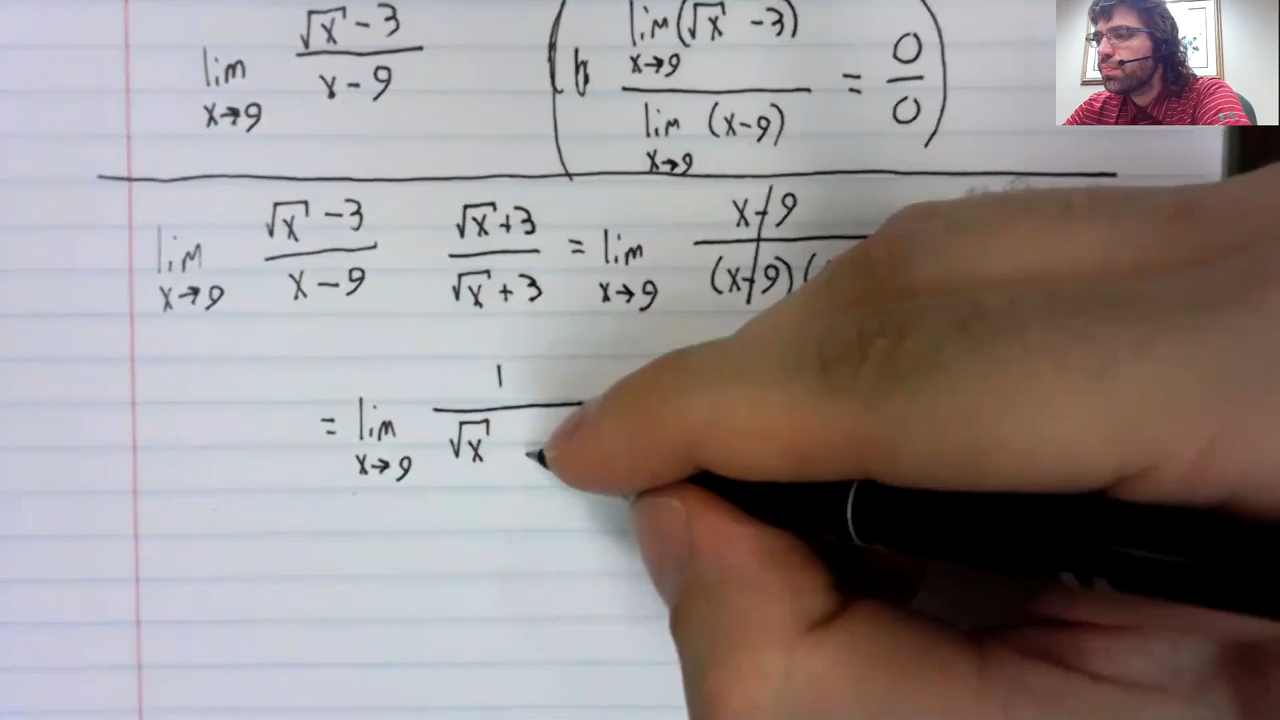 lim x→9 (√x - 3)/(x - 9) ( lim x→9 (√x - 3) / lim x→9 (x-9) = 0/0 )
lim x→9 (√x - 3)/(x - 9) (√x + 3)/(√x + 3) = lim x→9 x-9/(x-9)(
= lim x→9 1/√x